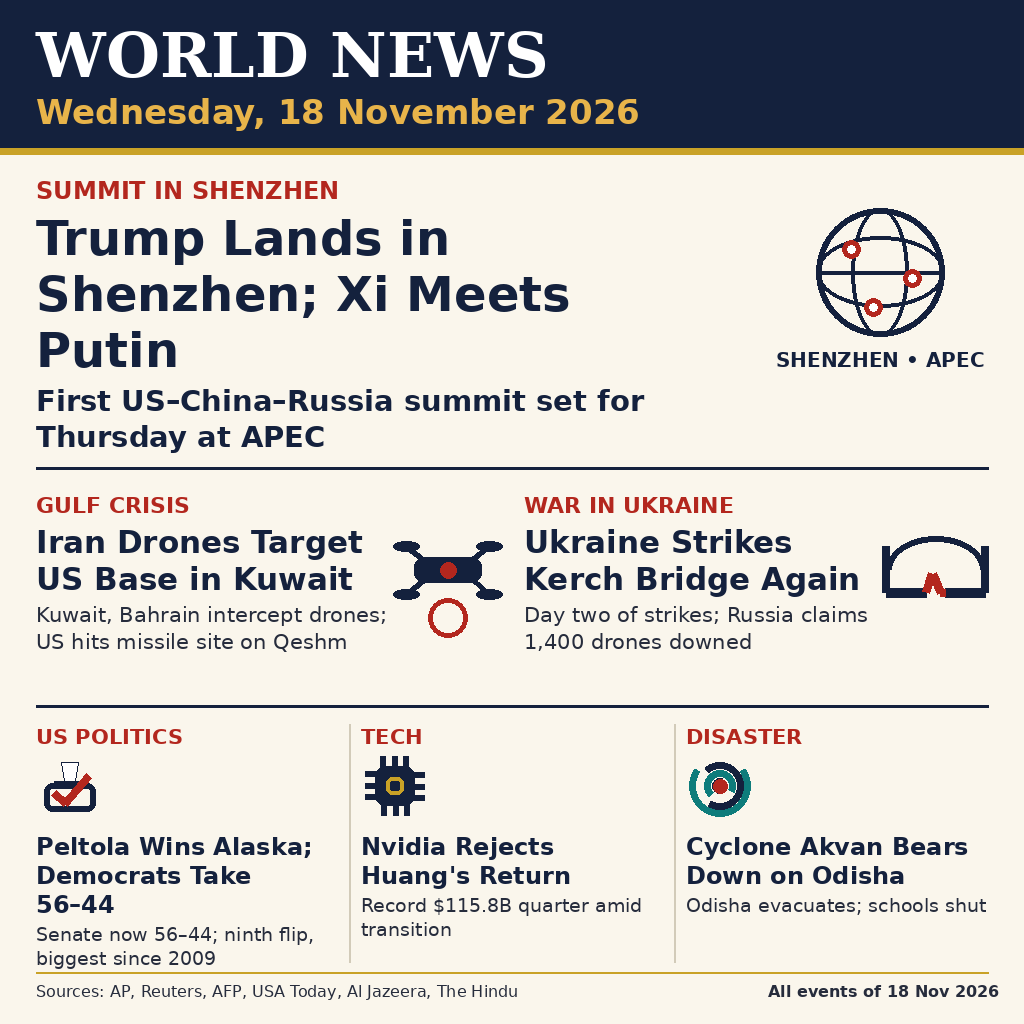 WORLD NEWS
Wednesday, 18 November 2026
SUMMIT IN SHENZHEN
Trump Lands in
Shenzhen; Xi Meets
Putin
First US–China–Russia summit set for
Thursday at APEC
SHENZHEN • APEC
GULF CRISIS
Iran Drones Target
US Base in Kuwait
Kuwait, Bahrain intercept drones;
US hits missile site on Qeshm
WAR IN UKRAINE
Ukraine Strikes
Kerch Bridge Again
Day two of strikes; Russia claims
1,400 drones downed
US POLITICS
Peltola Wins Alaska;
Democrats Take
56–44
Senate now 56–44; ninth flip,
biggest since 2009
TECH
Nvidia Rejects
Huang's Return
Record $115.8B quarter amid
transition
DISASTER
Cyclone Akvan Bears
Down on Odisha
Odisha evacuates; schools shut
Sources: AP, Reuters, AFP, USA Today, Al Jazeera, The Hindu
All events of 18 Nov 2026